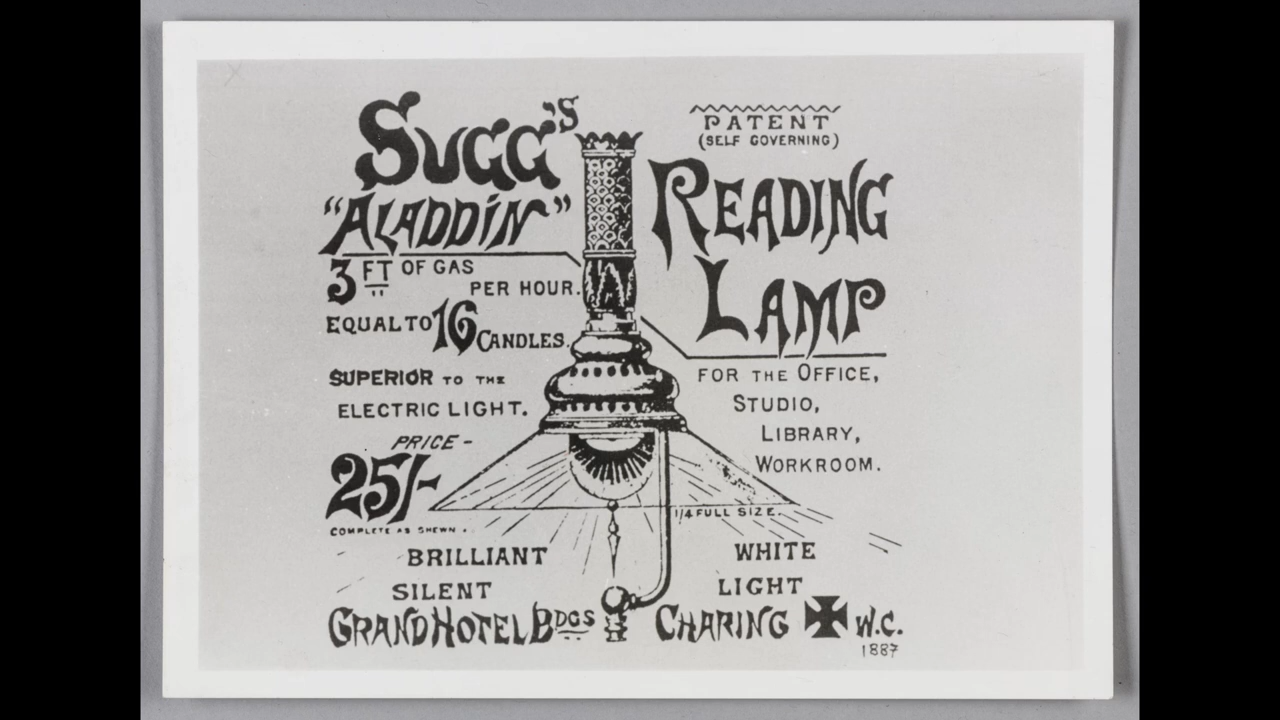 SUGG'S
"ALADDIN"
3 FT OF GAS
PER HOUR.
EQUAL TO 16 CANDLES.
SUPERIOR TO THE
ELECTRIC LIGHT.
PRICE -
25/-
COMPLETE AS SHEWN.
PATENT
(SELF GOVERNING)
READING
LAMP
FOR THE OFFICE,
STUDIO,
LIBRARY,
WORKROOM.
1/4 FULL SIZE.
BRILLIANT
WHITE
SILENT
LIGHT
GRAND HOTEL BDGS CHARING ✠ W.C.
1887